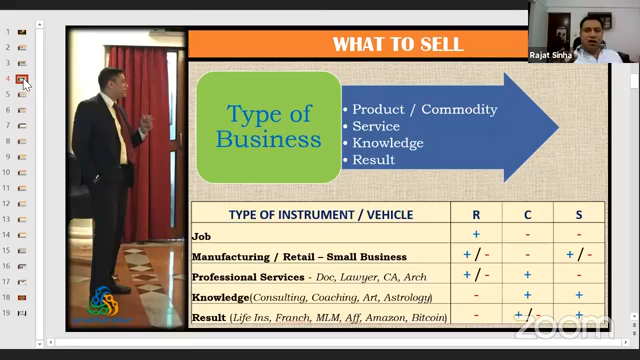 WHAT TO SELL
Rajat Sinha
Type of
Business
• Product / Commodity
• Service
• Knowledge
• Result
TYPE OF INSTRUMENT / VEHICLE R C S
Job + - -
Manufacturing / Retail – Small Business + / - - + / -
Professional Services - Doc, Lawyer, CA, Arch + / - + -
Knowledge(Consulting, Coaching, Art, Astrology) - + +
Result (Life Ins, Franch, MLM, Aff, Amazon, Bitcoin) - + / - +
zoom
1
2
3
4
5
6
7
8
9
10
11
12
13
14
15
16
17
18
19